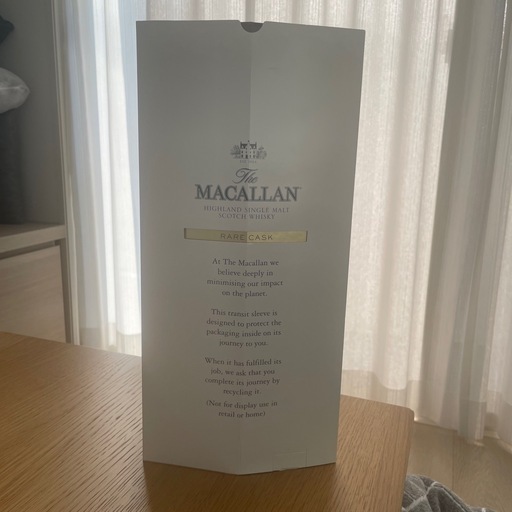 The
MACALLAN
HIGHLAND SINGLE MALT
SCOTCH WHISKY
RARE CASK
At The Macallan we
believe deeply in
minimising our impact
on the planet.
This transit sleeve is
designed to protect the
packaging inside on its
journey to you.
When it has fulfilled its
job, we ask that you
complete its journey by
recycling it.
(Not for display use in
retail or home)